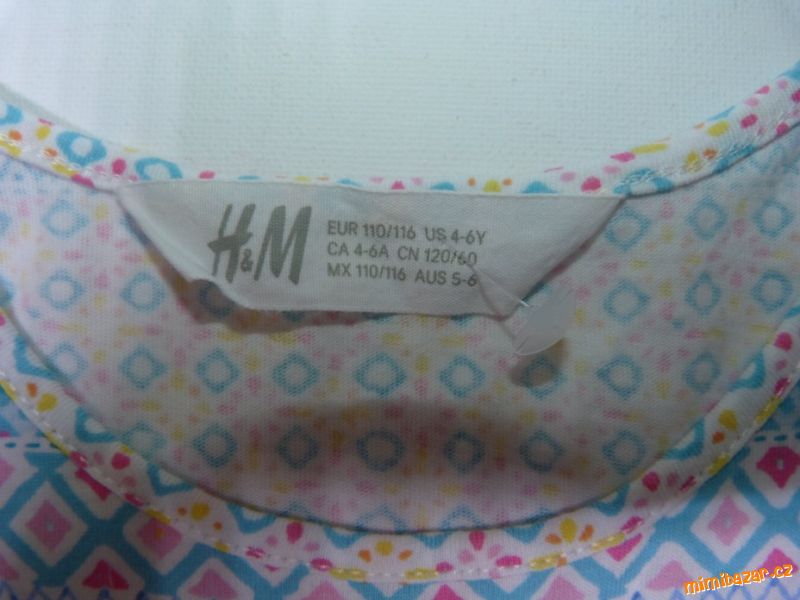 H&M
EUR 110/116 US 4-6Y
CA 4-6A CN 120/60
MX 110/116 AUS 5-6
mimibazar.cz